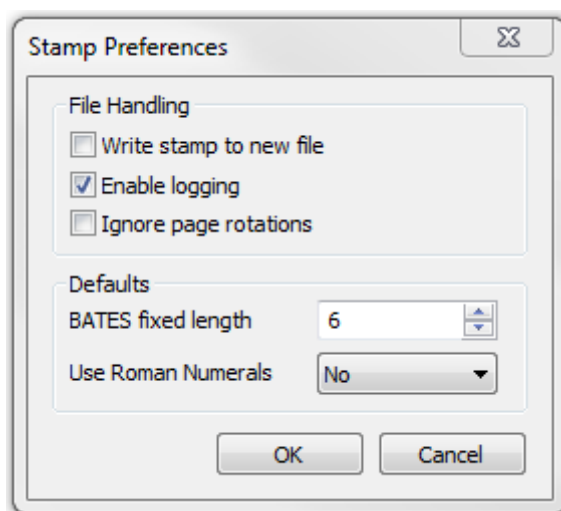 Stamp Preferences
File Handling
Write stamp to new file
Enable logging
Ignore page rotations
Defaults
BATES fixed length 6
Use Roman Numerals No
OK Cancel